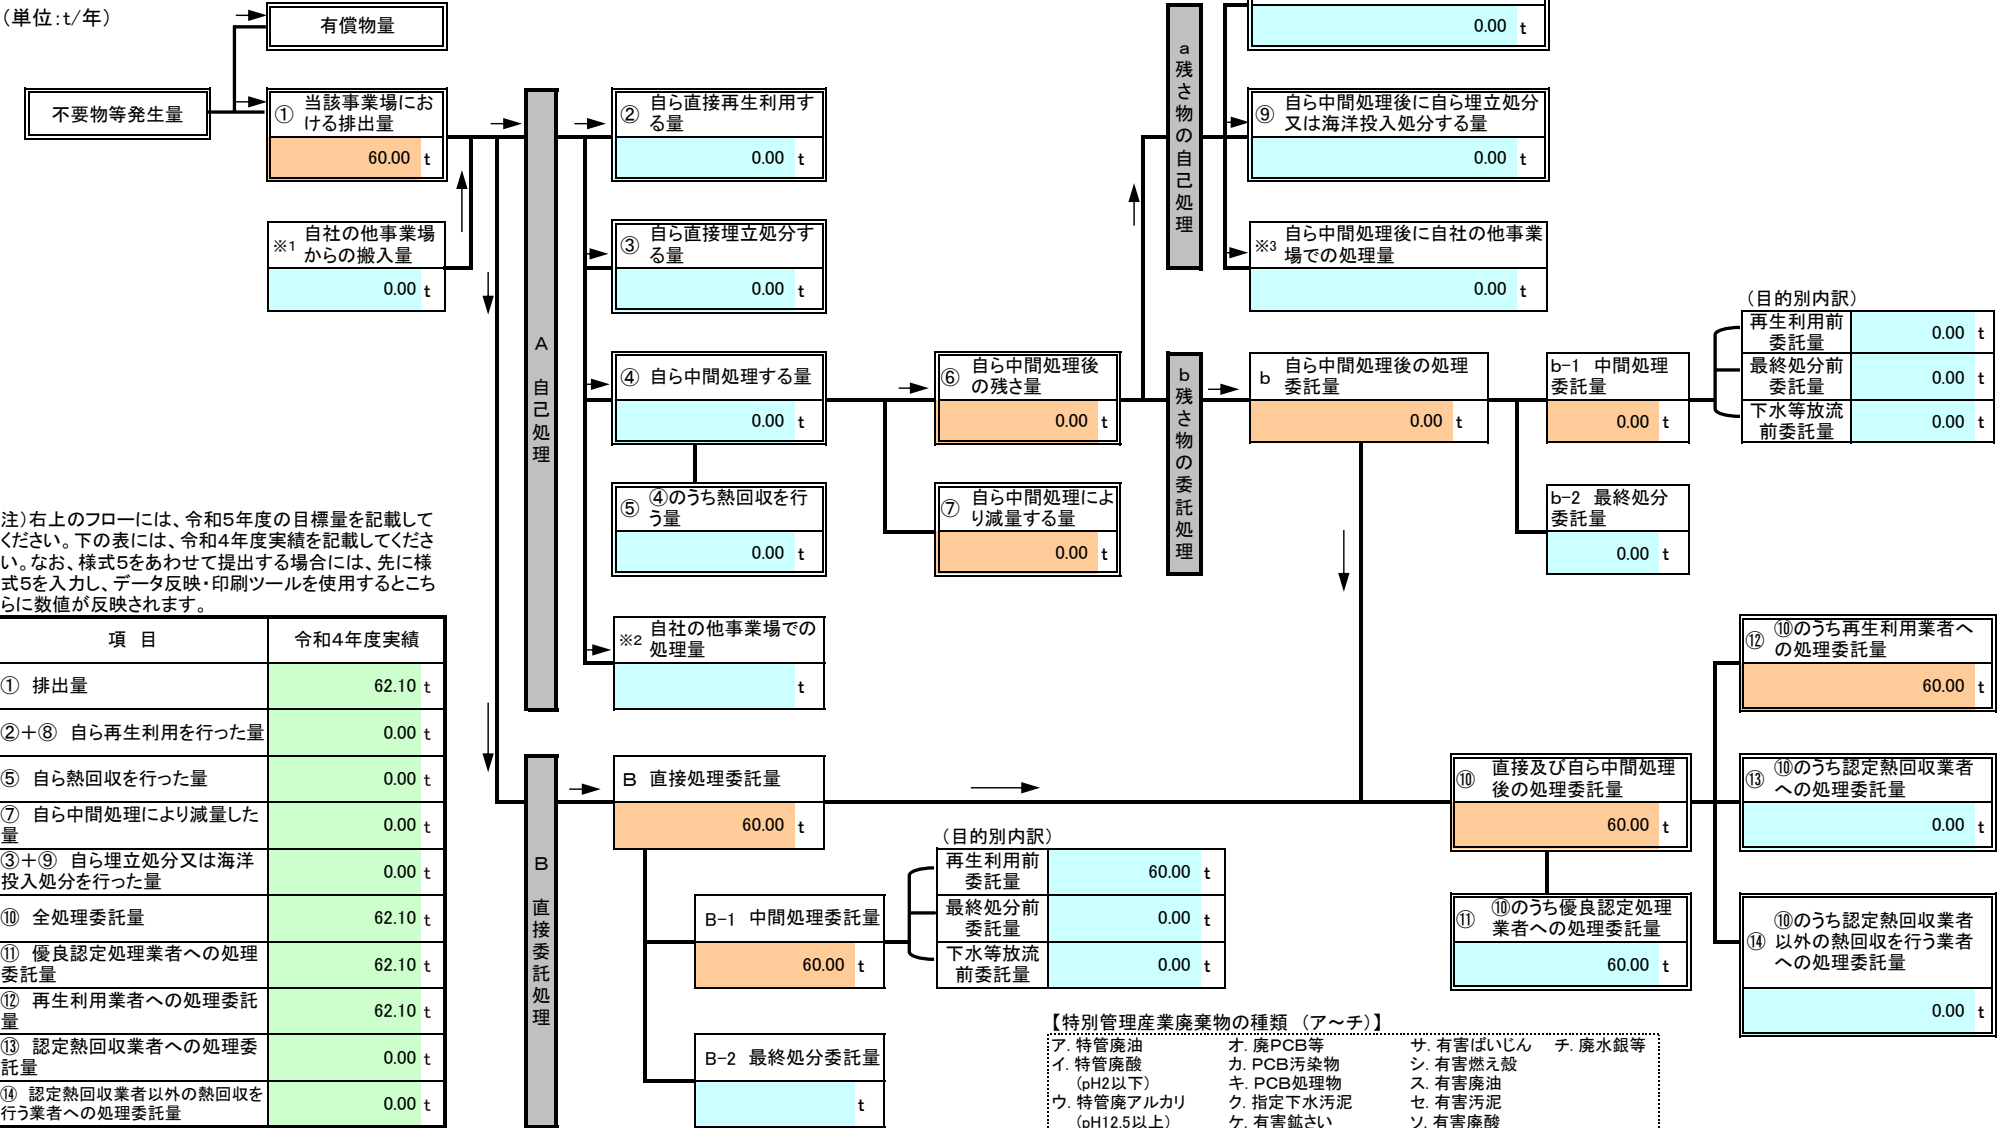 （単位：t/年）
有償物量
不要物等発生量
① 当該事業場にお
ける排出量
60.00 t
※1 自社の他事業場
からの搬入量
0.00 t
A 自己処理
② 自ら直接再生利用す
る量
0.00 t
③ 自ら直接埋立処分す
る量
0.00 t
④ 自ら中間処理する量
0.00 t
⑤ ④のうち熱回収を行
う量
0.00 t
※2 自社の他事業場での
処理量
t
⑥ 自ら中間処理後
の残さ量
0.00 t
⑦ 自ら中間処理によ
り減量する量
0.00 t
a 残さ物の自己処理
0.00 t
⑨ 自ら中間処理後に自ら埋立処分
又は海洋投入処分する量
0.00 t
※3 自ら中間処理後に自社の他事業
場での処理量
0.00 t
b 残さ物の委託処理
b 自ら中間処理後の処理
委託量
0.00 t
b-1 中間処理
委託量
0.00 t
（目的別内訳）
再生利用前
委託量
0.00 t
最終処分前
委託量
0.00 t
下水等放流
前委託量
0.00 t
b-2 最終処分
委託量
0.00 t
注）右上のフローには、令和５年度の目標量を記載して
ください。下の表には、令和４年度実績を記載してくださ
い。なお、様式５をあわせて提出する場合には、先に様
式５を入力し、データ反映・印刷ツールを使用するとこち
らに数値が反映されます。
項 目 令和４年度実績
① 排出量 62.10 t
②＋⑧ 自ら再生利用を行った量 0.00 t
⑤ 自ら熱回収を行った量 0.00 t
⑦ 自ら中間処理により減量した
量 0.00 t
③＋⑨ 自ら埋立処分又は海洋
投入処分を行った量 0.00 t
⑩ 全処理委託量 62.10 t
⑪ 優良認定処理業者への処理
委託量 62.10 t
⑫ 再生利用業者への処理委託
量 62.10 t
⑬ 認定熱回収業者への処理委
託量 0.00 t
⑭ 認定熱回収業者以外の熱回収を
行う業者への処理委託量 0.00 t
B 直接委託処理
B 直接処理委託量
60.00 t
B-1 中間処理委託量
60.00 t
B-2 最終処分委託量
t
（目的別内訳）
再生利用前
委託量
60.00 t
最終処分前
委託量
0.00 t
下水等放流
前委託量
0.00 t
⑩ 直接及び自ら中間処理
後の処理委託量
60.00 t
⑪ ⑩のうち優良認定処理
業者への処理委託量
60.00 t
⑫ ⑩のうち再生利用業者へ
の処理委託量
60.00 t
⑬ ⑩のうち認定熱回収業者
への処理委託量
0.00 t
⑭ ⑩のうち認定熱回収業者
以外の熱回収を行う業者
への処理委託量
0.00 t
【特別管理産業廃棄物の種類 （ア～チ）】
ア. 特管廃油 オ. 廃PCB等 サ. 有害ばいじん チ. 廃水銀等
イ. 特管廃酸 カ. PCB汚染物 シ. 有害燃え殻
（pH2以下） キ. PCB処理物 ス. 有害廃油
ウ. 特管廃アルカリ ク. 指定下水汚泥 セ. 有害汚泥
（pH12.5以上） ケ. 有害鉱さい ソ. 有害廃酸